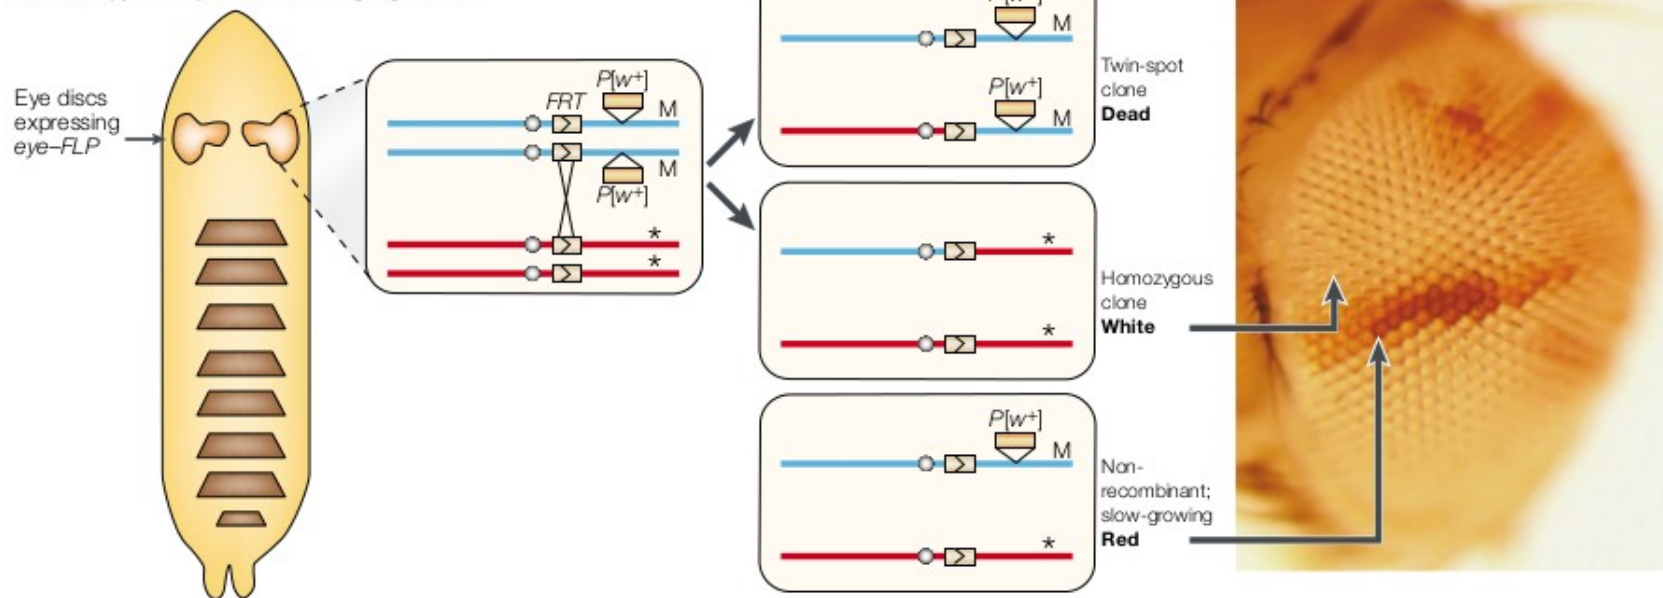 Eye discs
expressing
eye–FLP
FRT
P[w+]
M
M
P[w+]
*
*
M
P[w+]
M
Twin-spot
clone
Dead
*
*
Homozygous
clone
White
P[w+]
M
*
Non-
recombinant;
slow-growing
Red